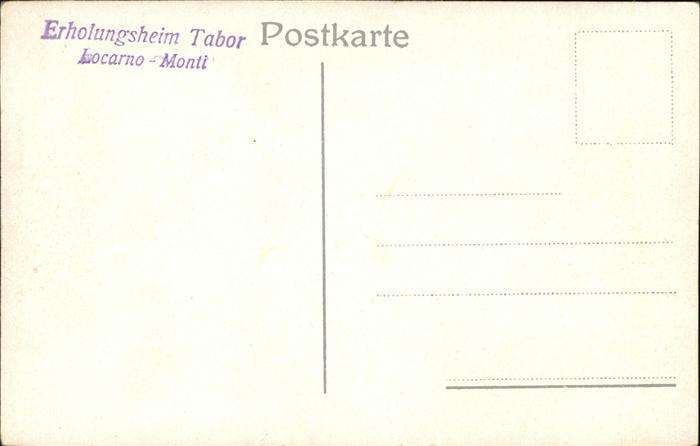 Erholungsheim Tabor
Locarno - Monti
Postkarte